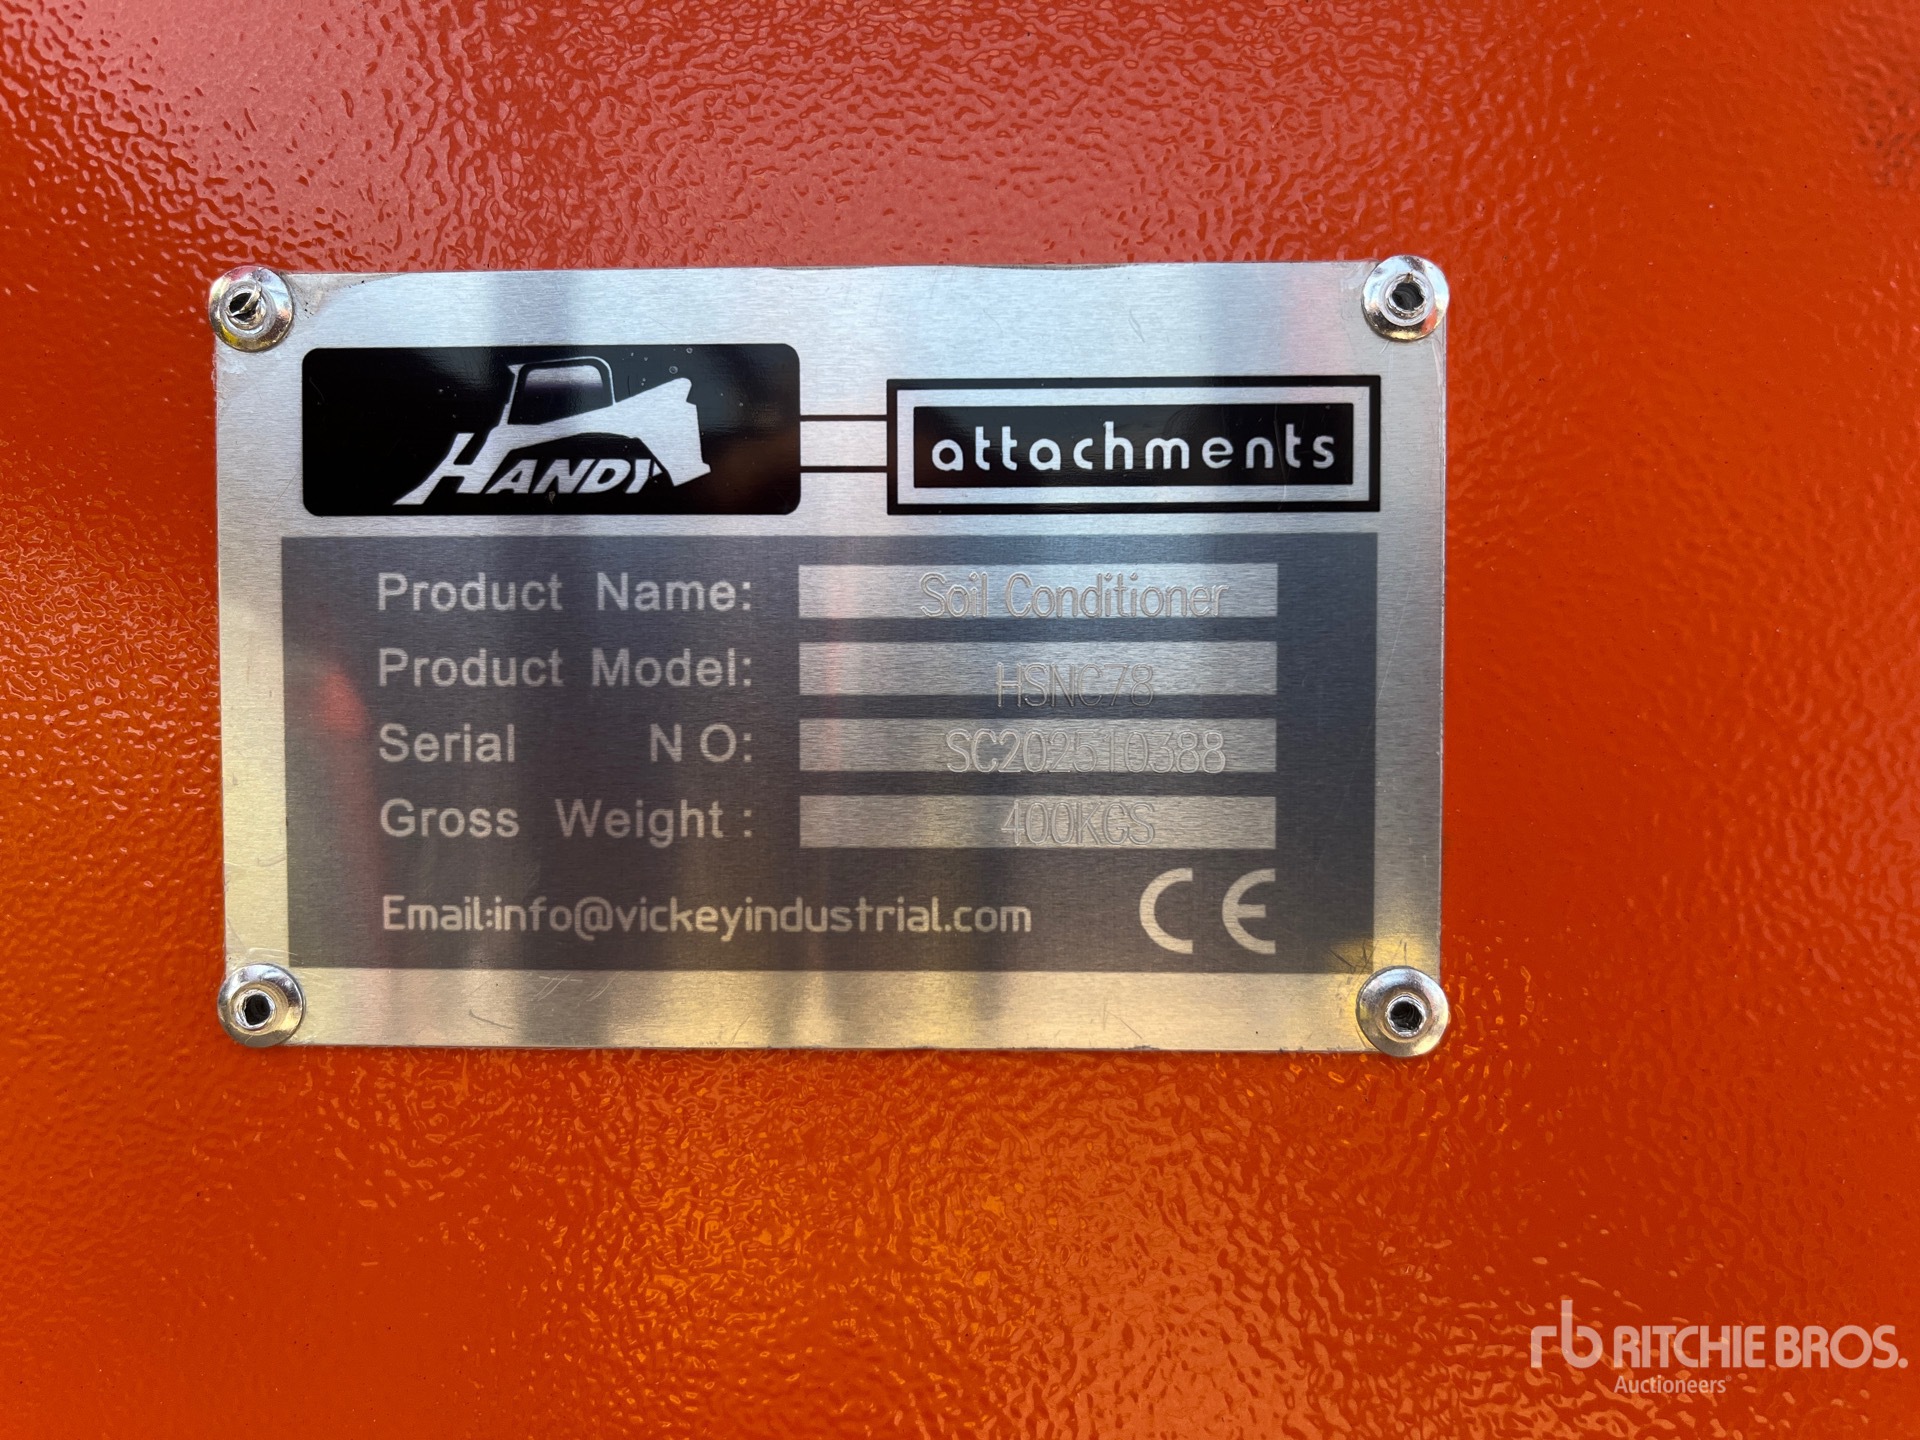 HANDY attachments
Product Name: Soil Conditioner
Product Model: HSNC78
Serial NO: SC202510388
Gross Weight: 400KGS
Email:info@vickeyindustrial.com CE
rb RITCHIE BROS.
Auctioneers